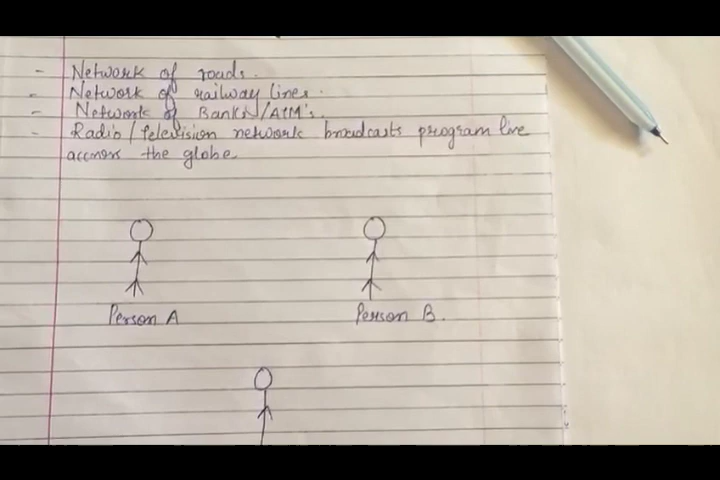 - Network of roads.
- Network of railway lines.
- Network of Banks/ATM's.
- Radio/Television network broadcasts program live
accross the globe
Person A
Person B.